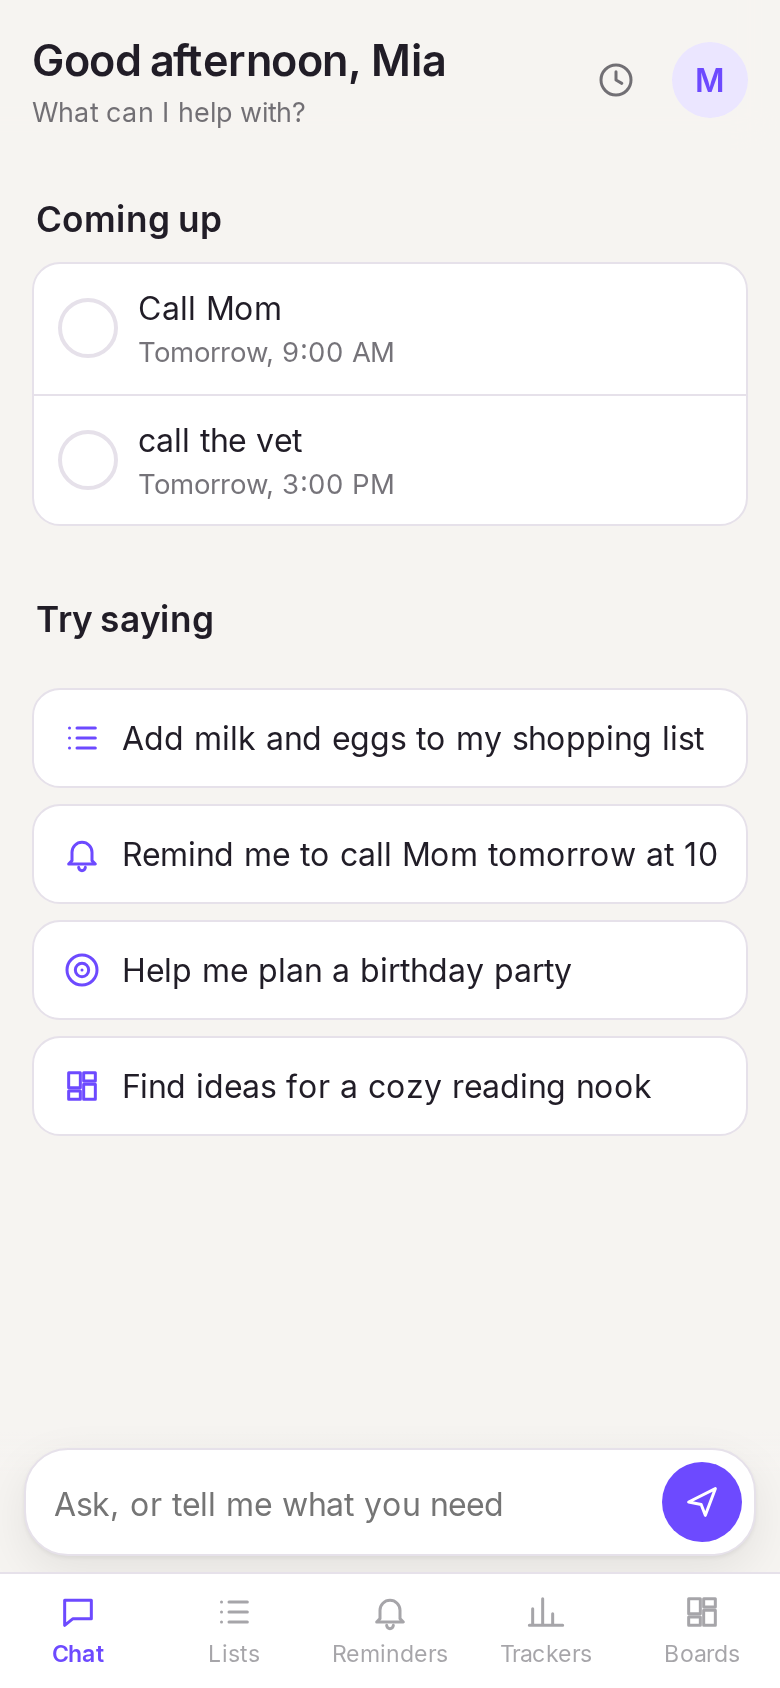 Good afternoon, Mia
What can I help with?
M
Coming up
Call Mom
Tomorrow, 9:00 AM
call the vet
Tomorrow, 3:00 PM
Try saying
Add milk and eggs to my shopping list
Remind me to call Mom tomorrow at 10
Help me plan a birthday party
Find ideas for a cozy reading nook
Ask, or tell me what you need
Chat
Lists
Reminders
Trackers
Boards